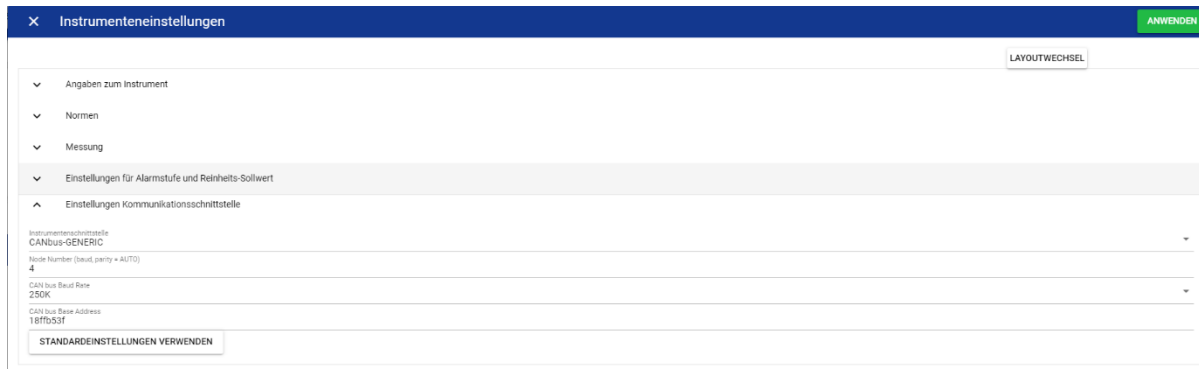 Instrumenteneinstellungen
ANWENDEN
LAYOUTWECHSEL
Angaben zum Instrument
Normen
Messung
Einstellungen für Alarmstufe und Reinheits-Sollwert
Einstellungen Kommunikationsschnittstelle
Instrumentenschnittstelle
CANbus-GENERIC
Node Number (baud, parity = AUTO)
4
CAN bus Baud Rate
250K
CAN bus Base Address
18ffb53f
STANDARDEINSTELLUNGEN VERWENDEN